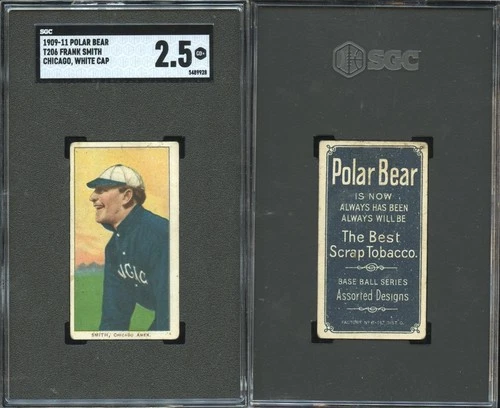 1909-11 POLAR BEAR
T206 FRANK SMITH
CHICAGO, WHITE CAP
SGC
2.5
GD+
5489928
SMITH, CHICAGO AMER.
SGC
Polar Bear
IS NOW
ALWAYS HAS BEEN
ALWAYS WILL BE
The Best
Scrap Tobacco.
BASE BALL SERIES
Assorted Designs